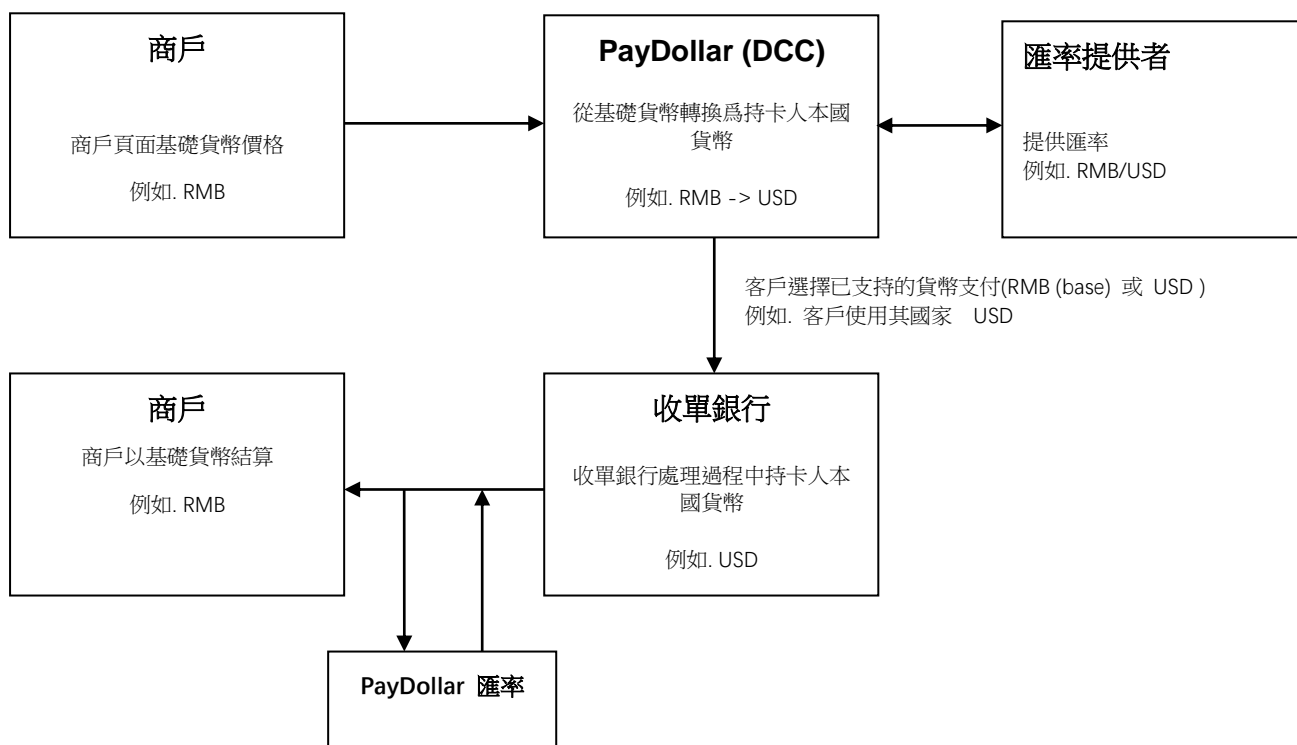 商戶
商戶頁面基礎貨幣價格
例如. RMB
PayDollar (DCC)
從基礎貨幣轉換爲持卡人本國
貨幣
例如. RMB -> USD
匯率提供者
提供匯率
例如. RMB/USD
客戶選擇已支持的貨幣支付(RMB (base) 或 USD )
例如. 客戶使用其國家 USD
商戶
商戶以基礎貨幣結算
例如. RMB
收單銀行
收單銀行處理過程中持卡人本
國貨幣
例如. USD
PayDollar 匯率